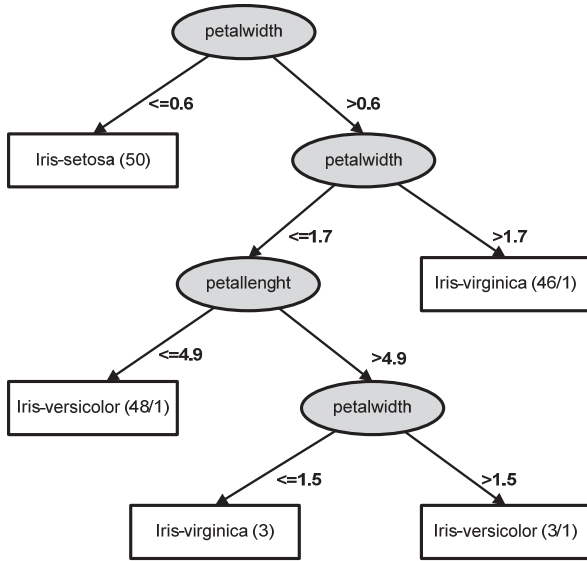 petalwidth
<=0.6
>0.6
Iris-setosa (50)
petalwidth
<=1.7
>1.7
petallenght
Iris-virginica (46/1)
<=4.9
>4.9
Iris-versicolor (48/1)
petalwidth
<=1.5
>1.5
Iris-virginica (3)
Iris-versicolor (3/1)